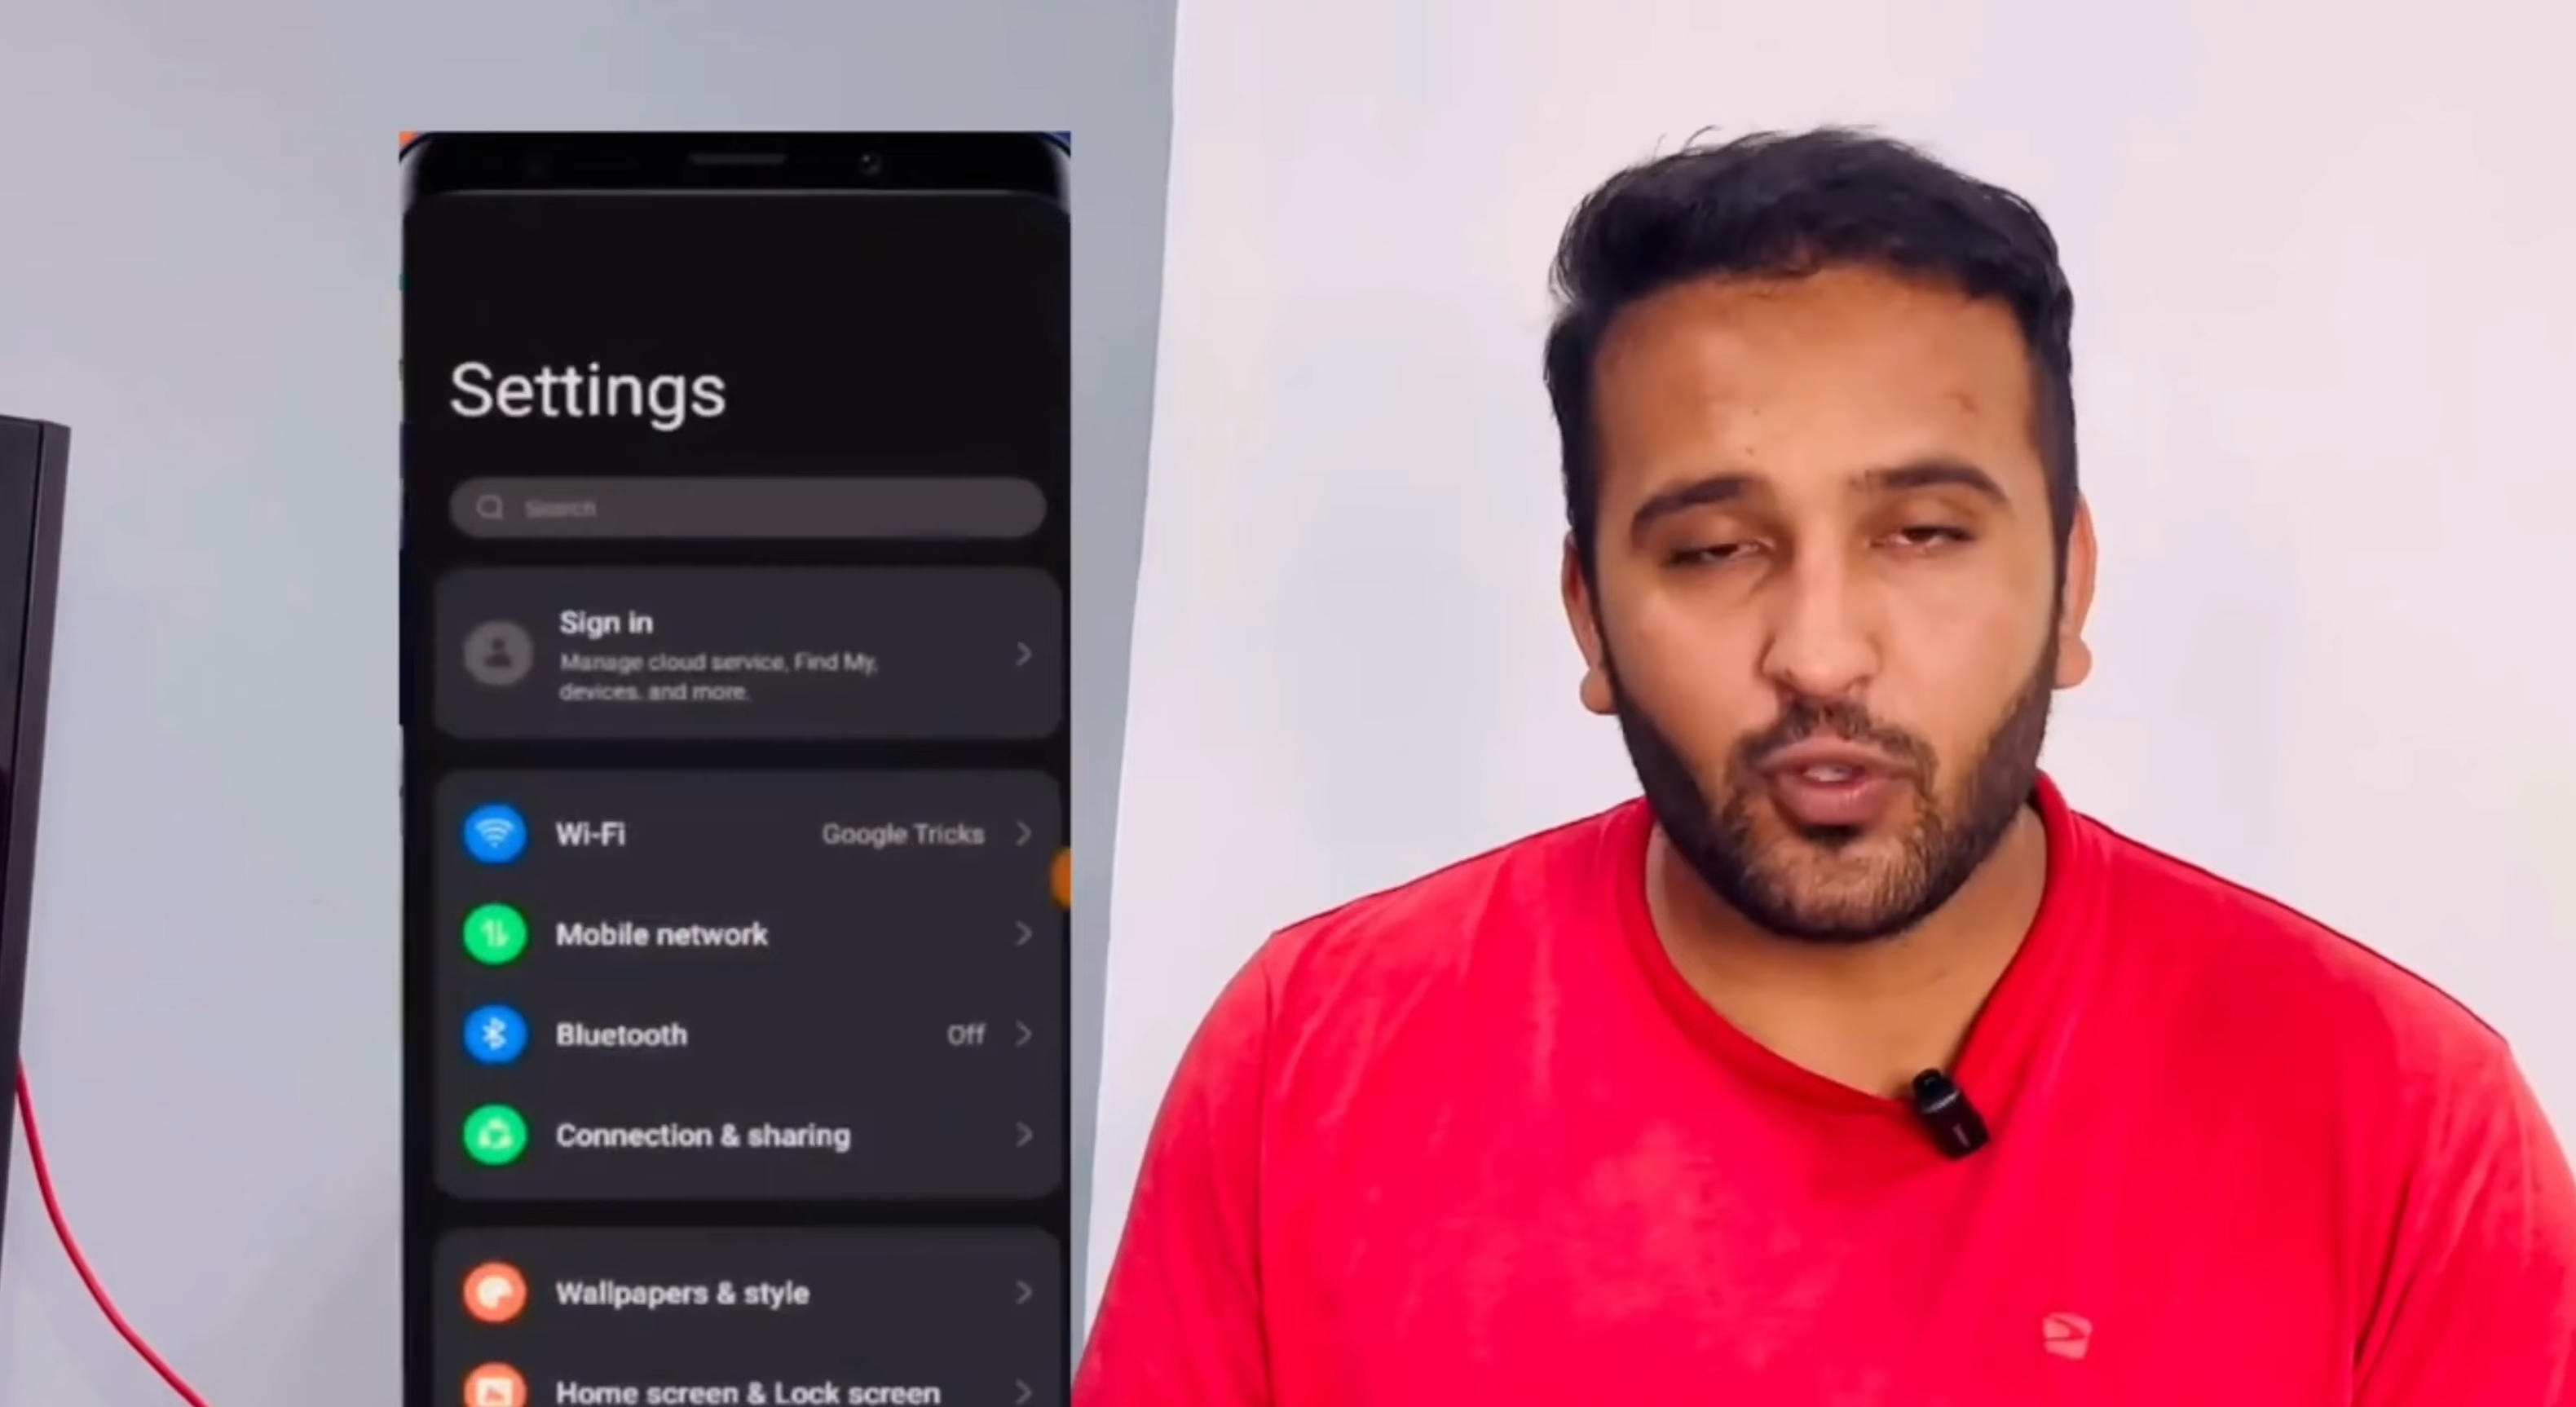 Settings
Search
Sign in
Manage cloud service, Find My,
devices, and more.
Wi-Fi Google Tricks
Mobile network
Bluetooth Off
Connection & sharing
Wallpapers & style
Home screen & Lock screen